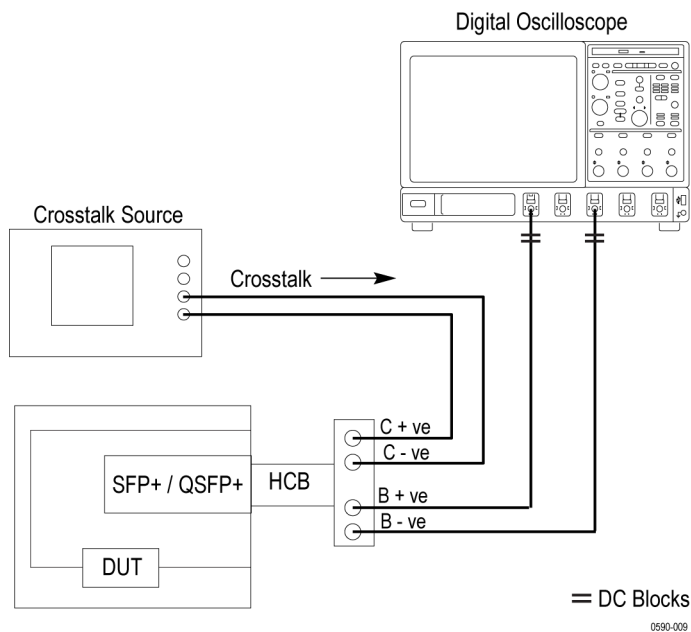 Digital Oscilloscope
Crosstalk Source
Crosstalk
C + ve
C - ve
SFP+ / QSFP+
HCB
B + ve
B - ve
DUT
DC Blocks
0590-009